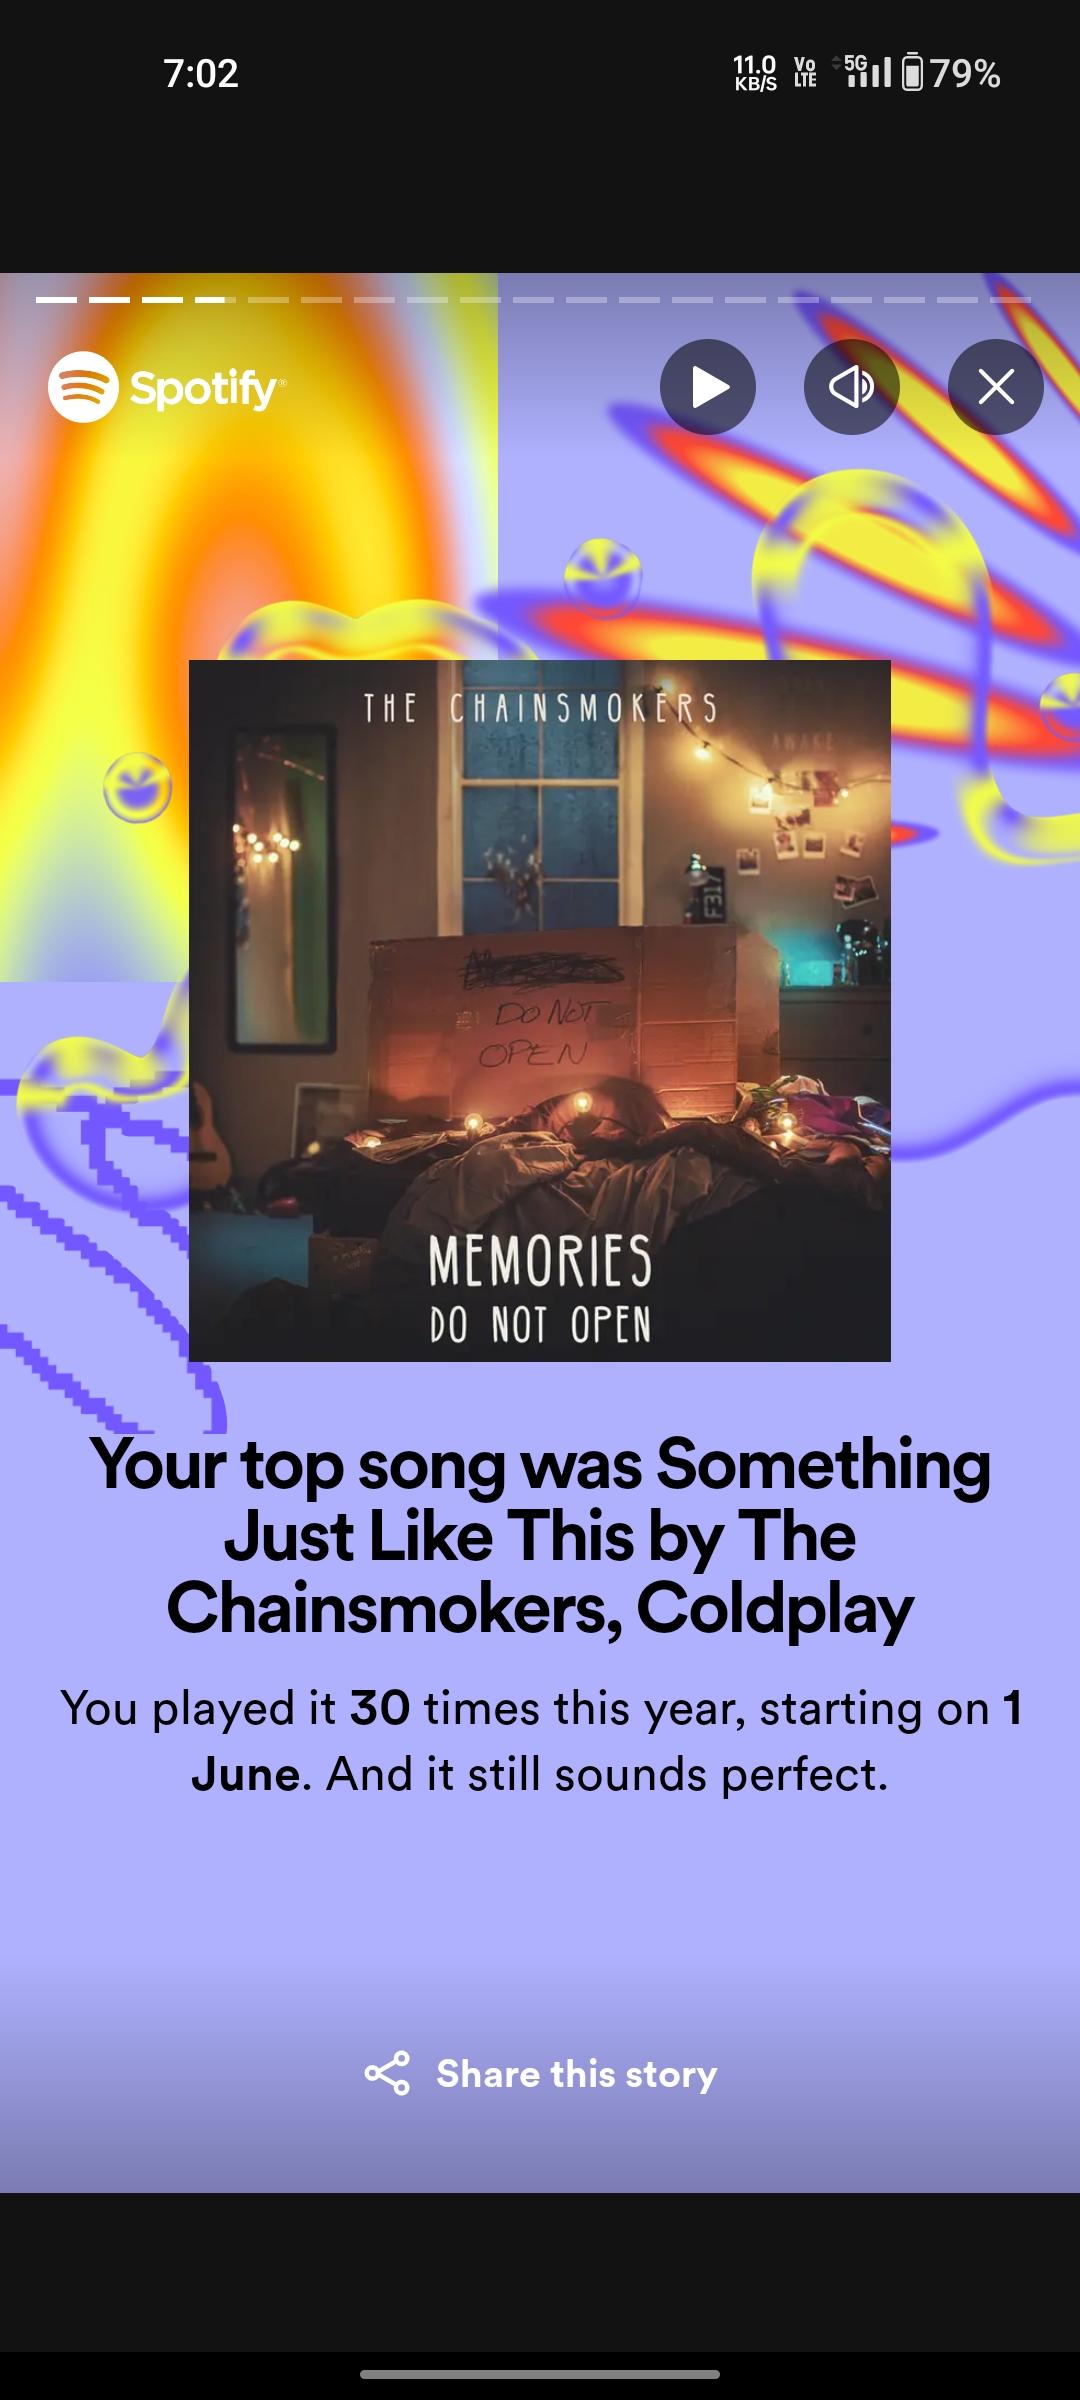 7:02
11.0
KB/S
Vo
LTE
5G
79%
Spotify®
THE CHAINSMOKERS
AWAKE
F317
DO NOT
OPEN
MEMORIES
DO NOT OPEN
Your top song was Something
Just Like This by The
Chainsmokers, Coldplay
You played it 30 times this year, starting on 1
June. And it still sounds perfect.
Share this story